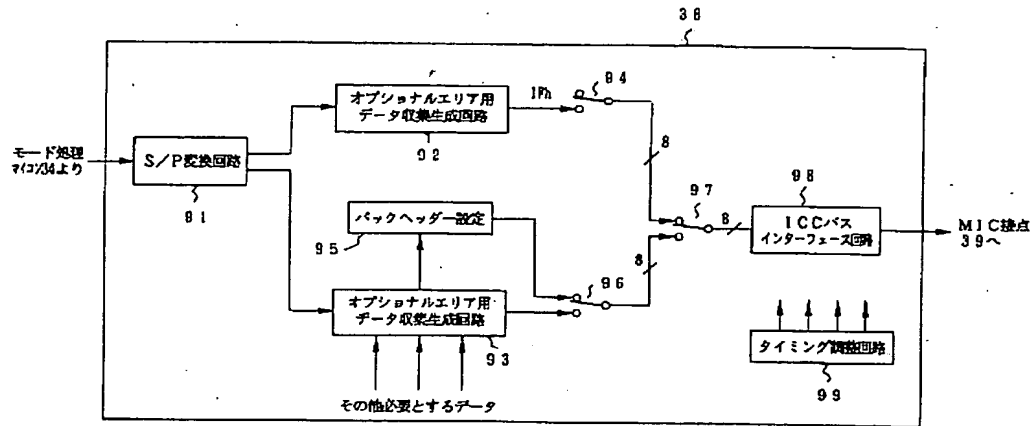 38
オプショナルエリア用
データ収集生成回路
92
1Fh
94
モード処理
マイコン34より
S/P変換回路
91
8
97
98
パックヘッダー設定
95
8
ICCバス
インターフェース回路
MIC接点
39へ
8
96
オプショナルエリア用
データ収集生成回路
93
タイミング調整回路
99
その他必要とするデータ